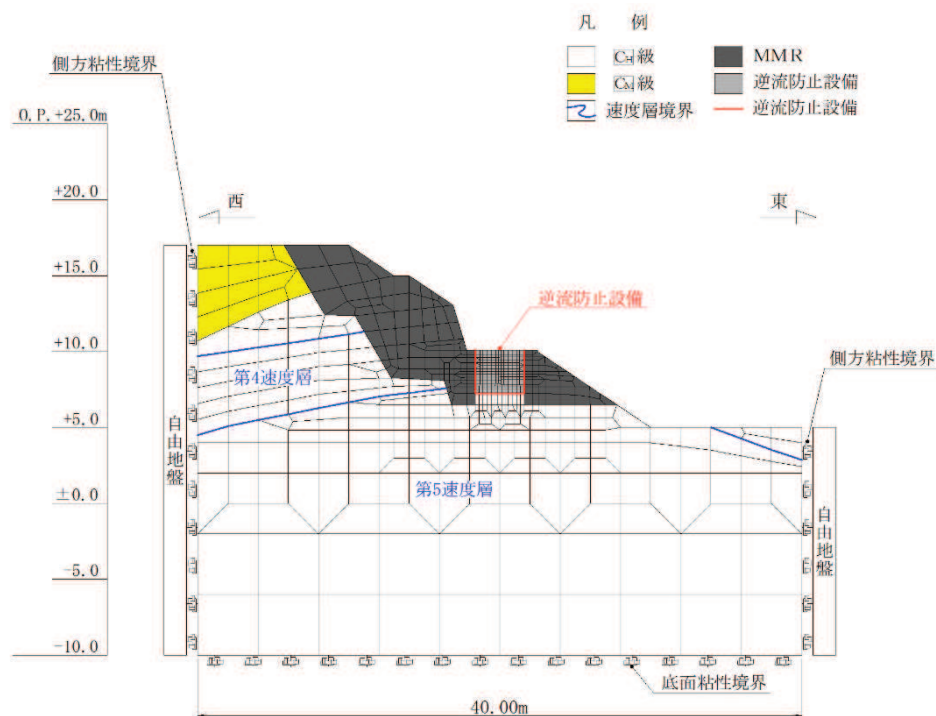 凡 例
CH級
MMR
CM級
逆流防止設備
速度層境界
逆流防止設備
側方粘性境界
O.P.+25.0m
+20.0
西
東
+15.0
逆流防止設備
+10.0
側方粘性境界
第4速度層
+5.0
自由地盤
第5速度層
±0.0
自由地盤
-5.0
-10.0
底面粘性境界
40.00m